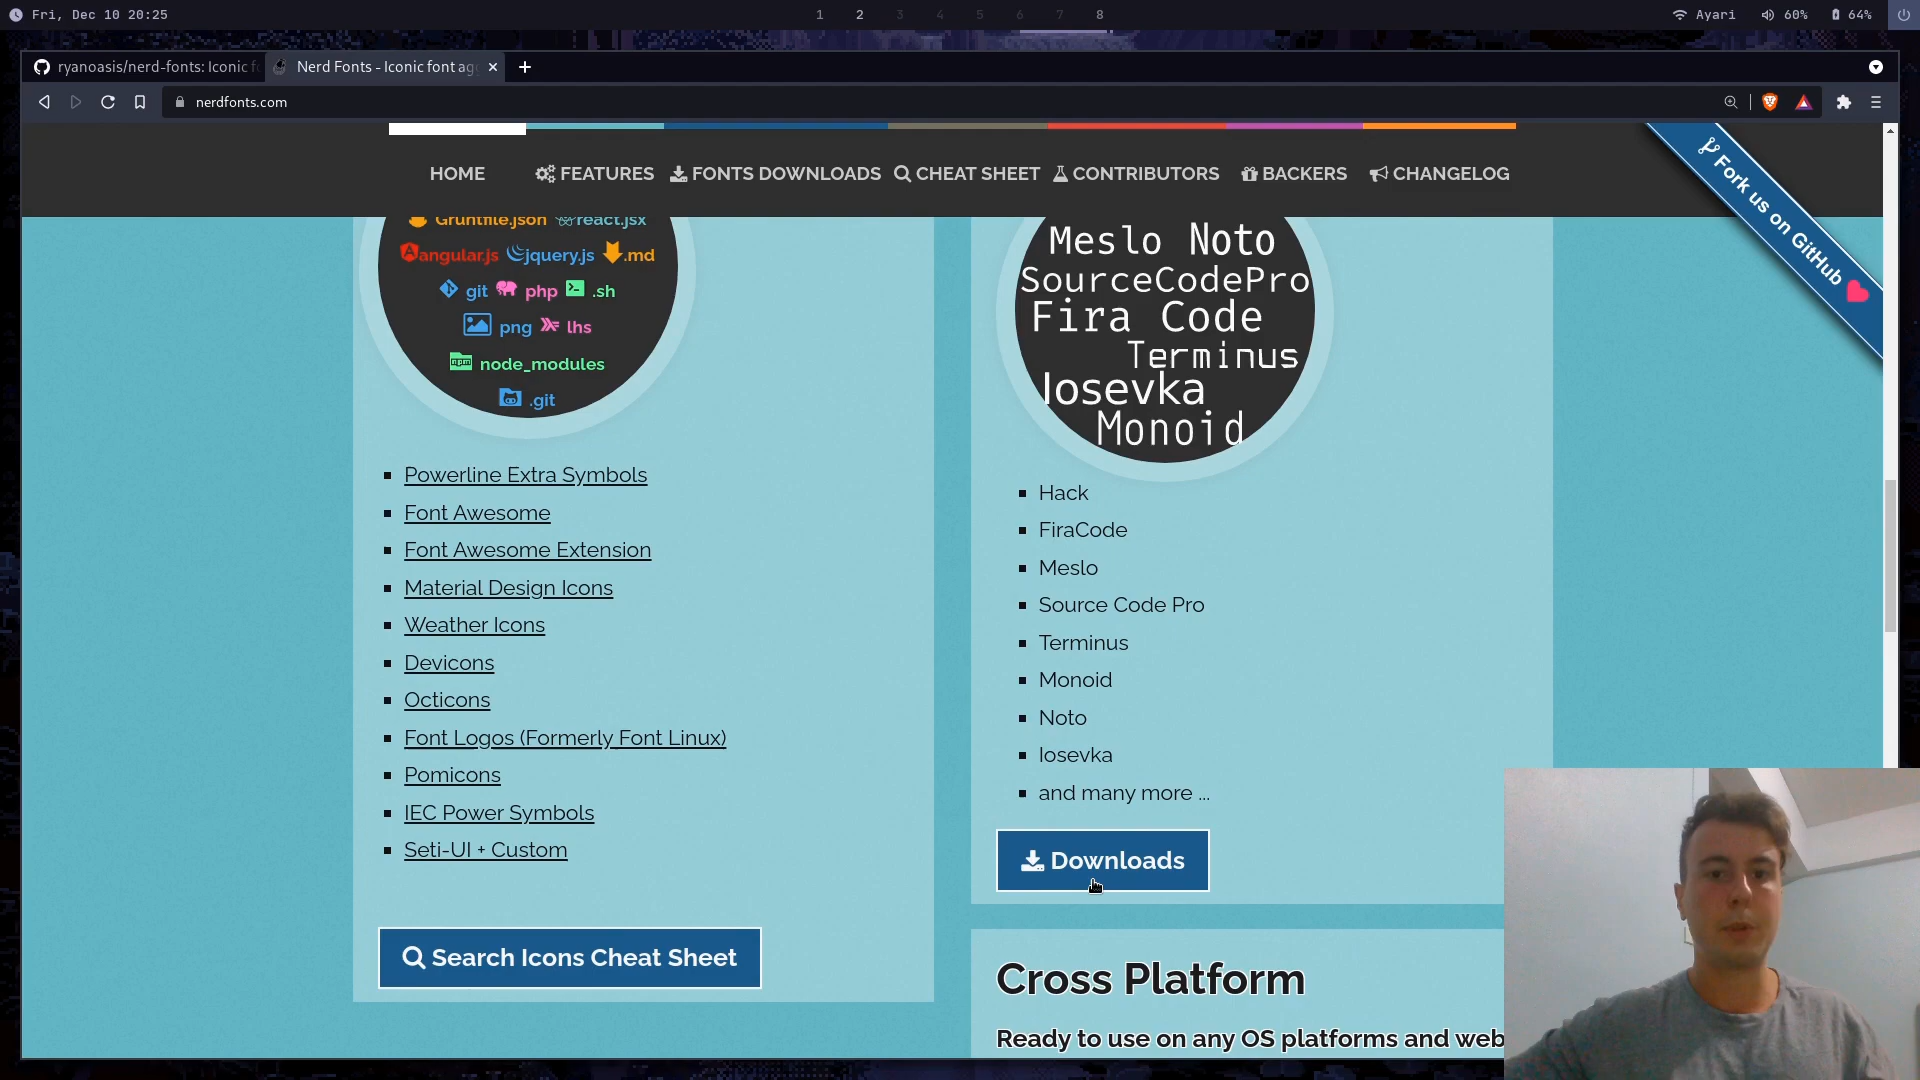 Fri, Dec 10 20:25
1 2 3 4 5 6 7 8
Ayari 60% 64%
ryanoasis/nerd-fonts: Iconic f
Nerd Fonts - Iconic font ag
nerdfonts.com
HOME FEATURES FONTS DOWNLOADS CHEAT SHEET CONTRIBUTORS BACKERS CHANGELOG
Fork us on GitHub
Gruntfile.json react.jsx
angular.js jquery.js .md
git php .sh
png lhs
npm node_modules
.git
Powerline Extra Symbols
Font Awesome
Font Awesome Extension
Material Design Icons
Weather Icons
Devicons
Octicons
Font Logos (Formerly Font Linux)
Pomicons
IEC Power Symbols
Seti-UI + Custom
Search Icons Cheat Sheet
Meslo Noto
SourceCodePro
Fira Code
Terminus
Iosevka
Monoid
Hack
FiraCode
Meslo
Source Code Pro
Terminus
Monoid
Noto
Iosevka
and many more ...
Downloads
Cross Platform
Ready to use on any OS platforms and web